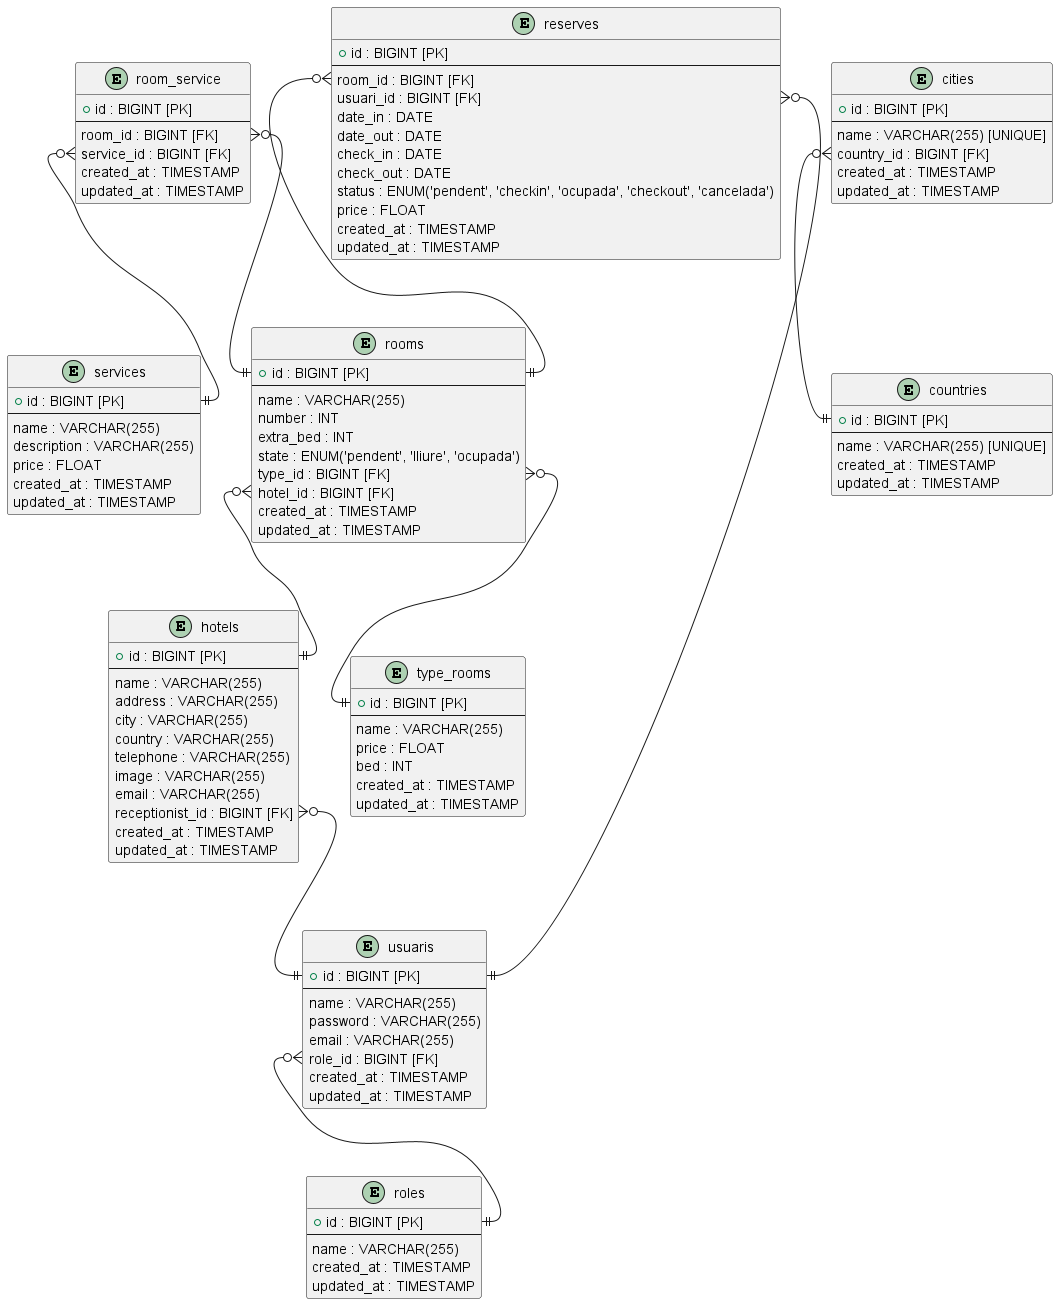 E reserves
id : BIGINT [PK]
room_id : BIGINT [FK]
usuari_id : BIGINT [FK]
date_in : DATE
date_out : DATE
check_in : DATE
check_out : DATE
status : ENUM('pendent', 'checkin', 'ocupada', 'checkout', 'cancelada')
price : FLOAT
created_at : TIMESTAMP
updated_at : TIMESTAMP
E room_service
id : BIGINT [PK]
room_id : BIGINT [FK]
service_id : BIGINT [FK]
created_at : TIMESTAMP
updated_at : TIMESTAMP
E cities
id : BIGINT [PK]
name : VARCHAR(255) [UNIQUE]
country_id : BIGINT [FK]
created_at : TIMESTAMP
updated_at : TIMESTAMP
E services
id : BIGINT [PK]
name : VARCHAR(255)
description : VARCHAR(255)
price : FLOAT
created_at : TIMESTAMP
updated_at : TIMESTAMP
E rooms
id : BIGINT [PK]
name : VARCHAR(255)
number : INT
extra_bed : INT
state : ENUM('pendent', 'lliure', 'ocupada')
type_id : BIGINT [FK]
hotel_id : BIGINT [FK]
created_at : TIMESTAMP
updated_at : TIMESTAMP
E countries
id : BIGINT [PK]
name : VARCHAR(255) [UNIQUE]
created_at : TIMESTAMP
updated_at : TIMESTAMP
E hotels
id : BIGINT [PK]
name : VARCHAR(255)
address : VARCHAR(255)
city : VARCHAR(255)
country : VARCHAR(255)
telephone : VARCHAR(255)
image : VARCHAR(255)
email : VARCHAR(255)
receptionist_id : BIGINT [FK]
created_at : TIMESTAMP
updated_at : TIMESTAMP
E type_rooms
id : BIGINT [PK]
name : VARCHAR(255)
price : FLOAT
bed : INT
created_at : TIMESTAMP
updated_at : TIMESTAMP
E usuaris
id : BIGINT [PK]
name : VARCHAR(255)
password : VARCHAR(255)
email : VARCHAR(255)
role_id : BIGINT [FK]
created_at : TIMESTAMP
updated_at : TIMESTAMP
E roles
id : BIGINT [PK]
name : VARCHAR(255)
created_at : TIMESTAMP
updated_at : TIMESTAMP